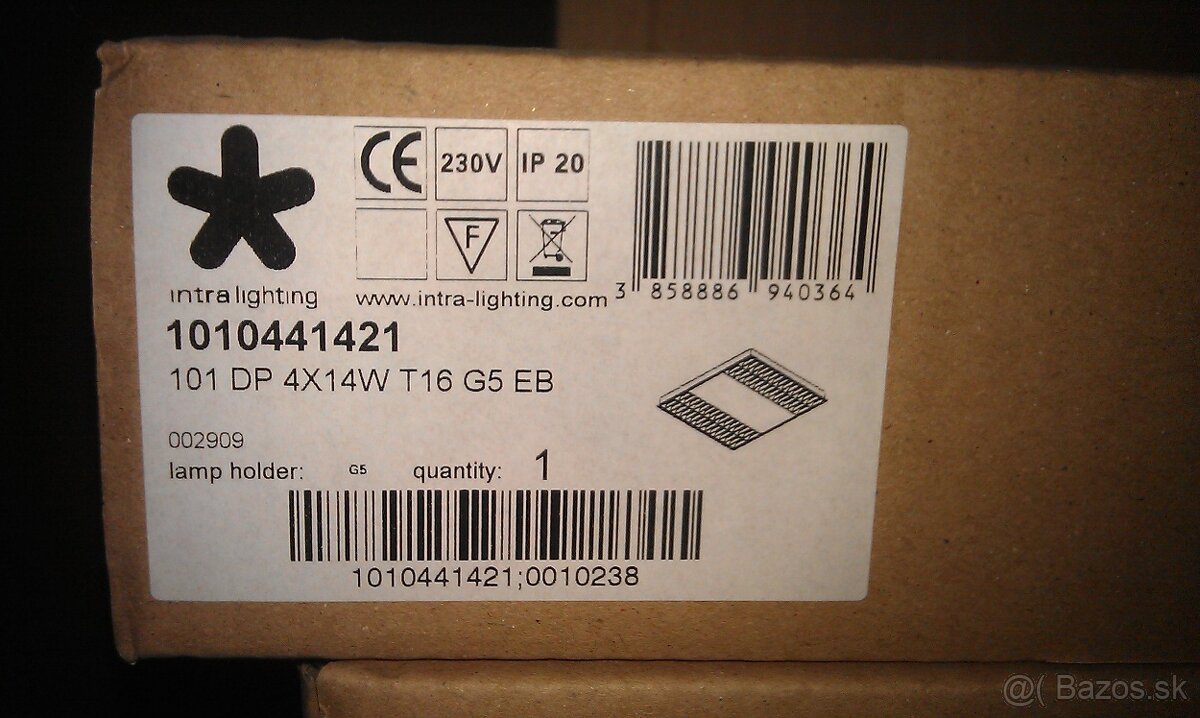 CE 230V IP 20
F
intra lighting
www.intra-lighting.com
3 858886 940364
1010441421
101 DP 4X14W T16 G5 EB
002909
lamp holder: G5 quantity: 1
1010441421;0010238
@( Bazos.sk